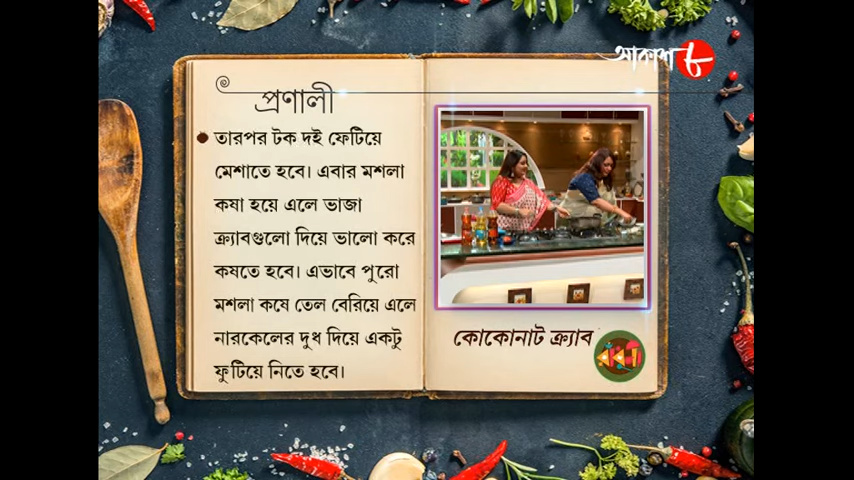 আকাশ ৮
প্রণালী
তারপর টক দই ফেটিয়ে
মেশাতে হবে। এবার মশলা
কষা হয়ে এলে ভাজা
ক্র্যাবগুলো দিয়ে ভালো করে
কষতে হবে। এভাবে পুরো
মশলা কষে তেল বেরিয়ে এলে
নারকেলের দুধ দিয়ে একটু
ফুটিয়ে নিতে হবে।
কোকোনাট ক্র্যাব